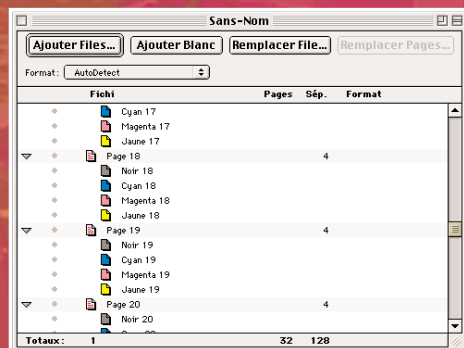 Sans-Nom
Ajouter Files... Ajouter Blanc Remplacer File... Remplacer Pages...
Format: AutoDetect
Fichi Pages Sép. Format
Cyan 17
Magenta 17
Jaune 17
Page 18 4
Noir 18
Cyan 18
Magenta 18
Jaune 18
Page 19 4
Noir 19
Cyan 19
Magenta 19
Jaune 19
Page 20 4
Noir 20
Totaux: 1 32 128